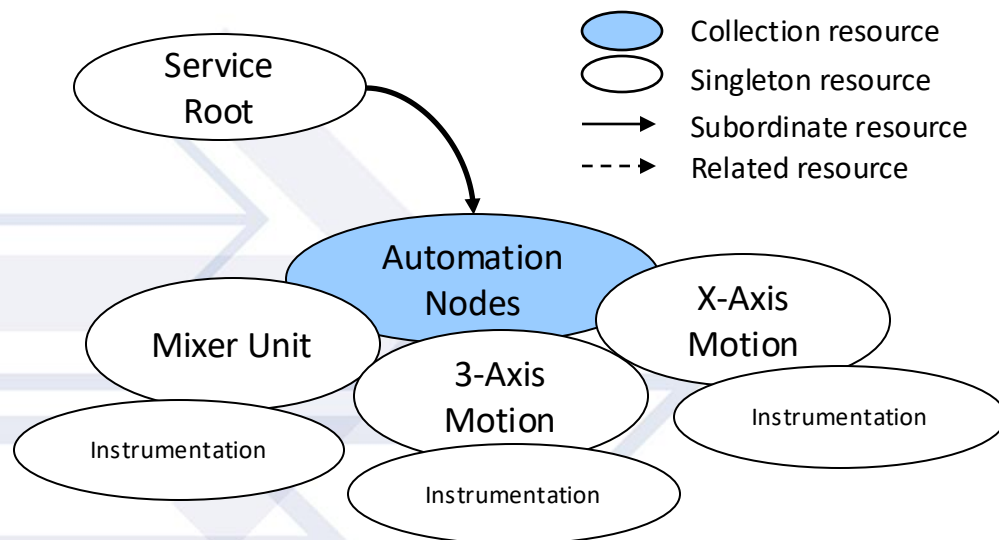 Service
Root
Collection resource
Singleton resource
Subordinate resource
Related resource
Automation
Nodes
Mixer Unit
3-Axis
Motion
X-Axis
Motion
Instrumentation
Instrumentation
Instrumentation